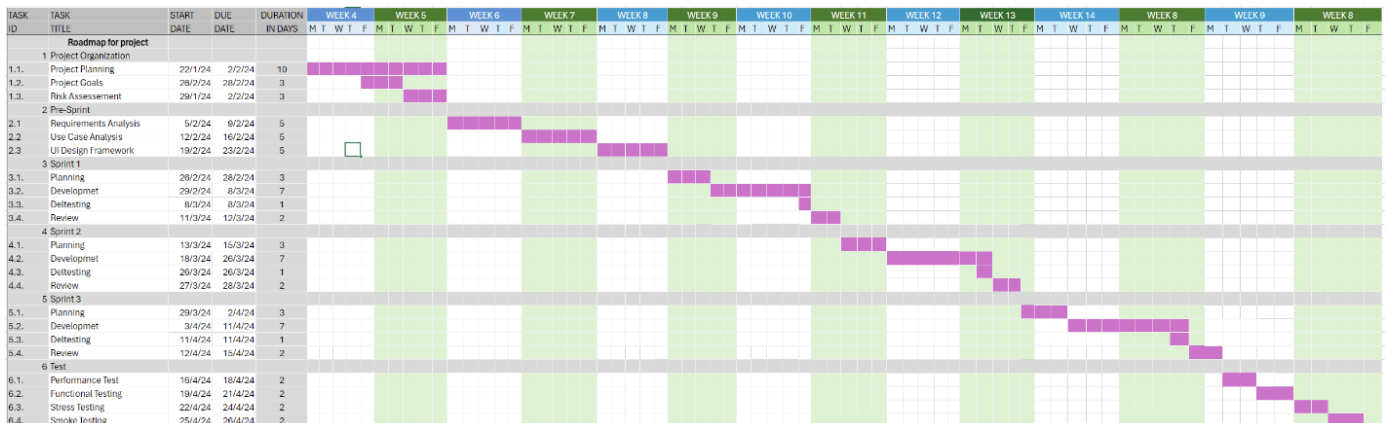 TASK TASK START DUE DURATION WEEK 4 WEEK 5 WEEK 6 WEEK 7 WEEK 8 WEEK 9 WEEK 10 WEEK 11 WEEK 12 WEEK 13 WEEK 14 WEEK 8 WEEK 9 WEEK 8
ID TITLE DATE DATE IN DAYS M T W T F M T W T F M T W T F M T W T F M T W T F M T W T F M T W T F M T W T F M T W T F M T W T F M T W T F M T W T F M T W T F M T W T F
Roadmap for project
1 Project Organization
1.1. Project Planning 22/1/24 2/2/24 10
1.2. Project Goals 26/2/24 28/2/24 3
1.3. Risk Assessement 29/1/24 2/2/24 3
2 Pre-Sprint
2.1 Requirements Analysis 5/2/24 9/2/24 5
2.2 Use Case Analysis 12/2/24 16/2/24 5
2.3 UI Design Framework 19/2/24 23/2/24 5
3 Sprint 1
3.1. Planning 26/2/24 28/2/24 3
3.2. Developmet 29/2/24 8/3/24 7
3.3. Deltesting 8/3/24 8/3/24 1
3.4. Review 11/3/24 12/3/24 2
4 Sprint 2
4.1. Planning 13/3/24 15/3/24 3
4.2. Developmet 18/3/24 26/3/24 7
4.3. Deltesting 26/3/24 26/3/24 1
4.4. Review 27/3/24 28/3/24 2
5 Sprint 3
5.1. Planning 29/3/24 2/4/24 3
5.2. Developmet 3/4/24 11/4/24 7
5.3. Deltesting 11/4/24 11/4/24 1
5.4. Review 12/4/24 15/4/24 2
6 Test
6.1. Performance Test 16/4/24 18/4/24 2
6.2. Functional Testing 19/4/24 21/4/24 2
6.3. Stress Testing 22/4/24 24/4/24 2
6.4. Smoke Testing 25/4/24 26/4/24 2